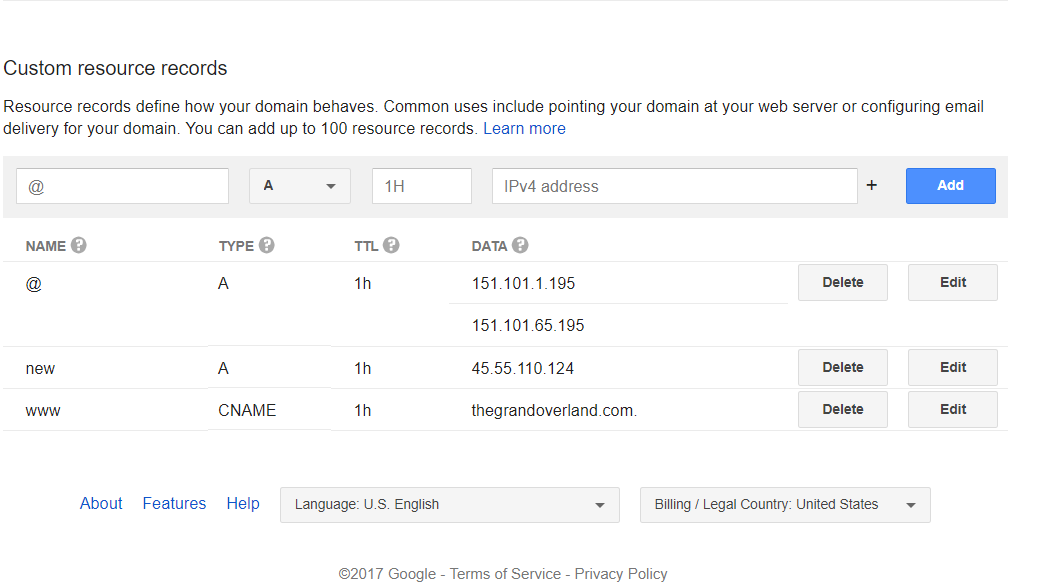 Custom resource records
Resource records define how your domain behaves. Common uses include pointing your domain at your web server or configuring email
delivery for your domain. You can add up to 100 resource records. Learn more
@ A 1H IPv4 address + Add
NAME ? TYPE ? TTL ? DATA ?
@ A 1h 151.101.1.195 Delete Edit
151.101.65.195
new A 1h 45.55.110.124 Delete Edit
www CNAME 1h thegrandoverland.com. Delete Edit
About Features Help Language: U.S. English Billing / Legal Country: United States
©2017 Google - Terms of Service - Privacy Policy